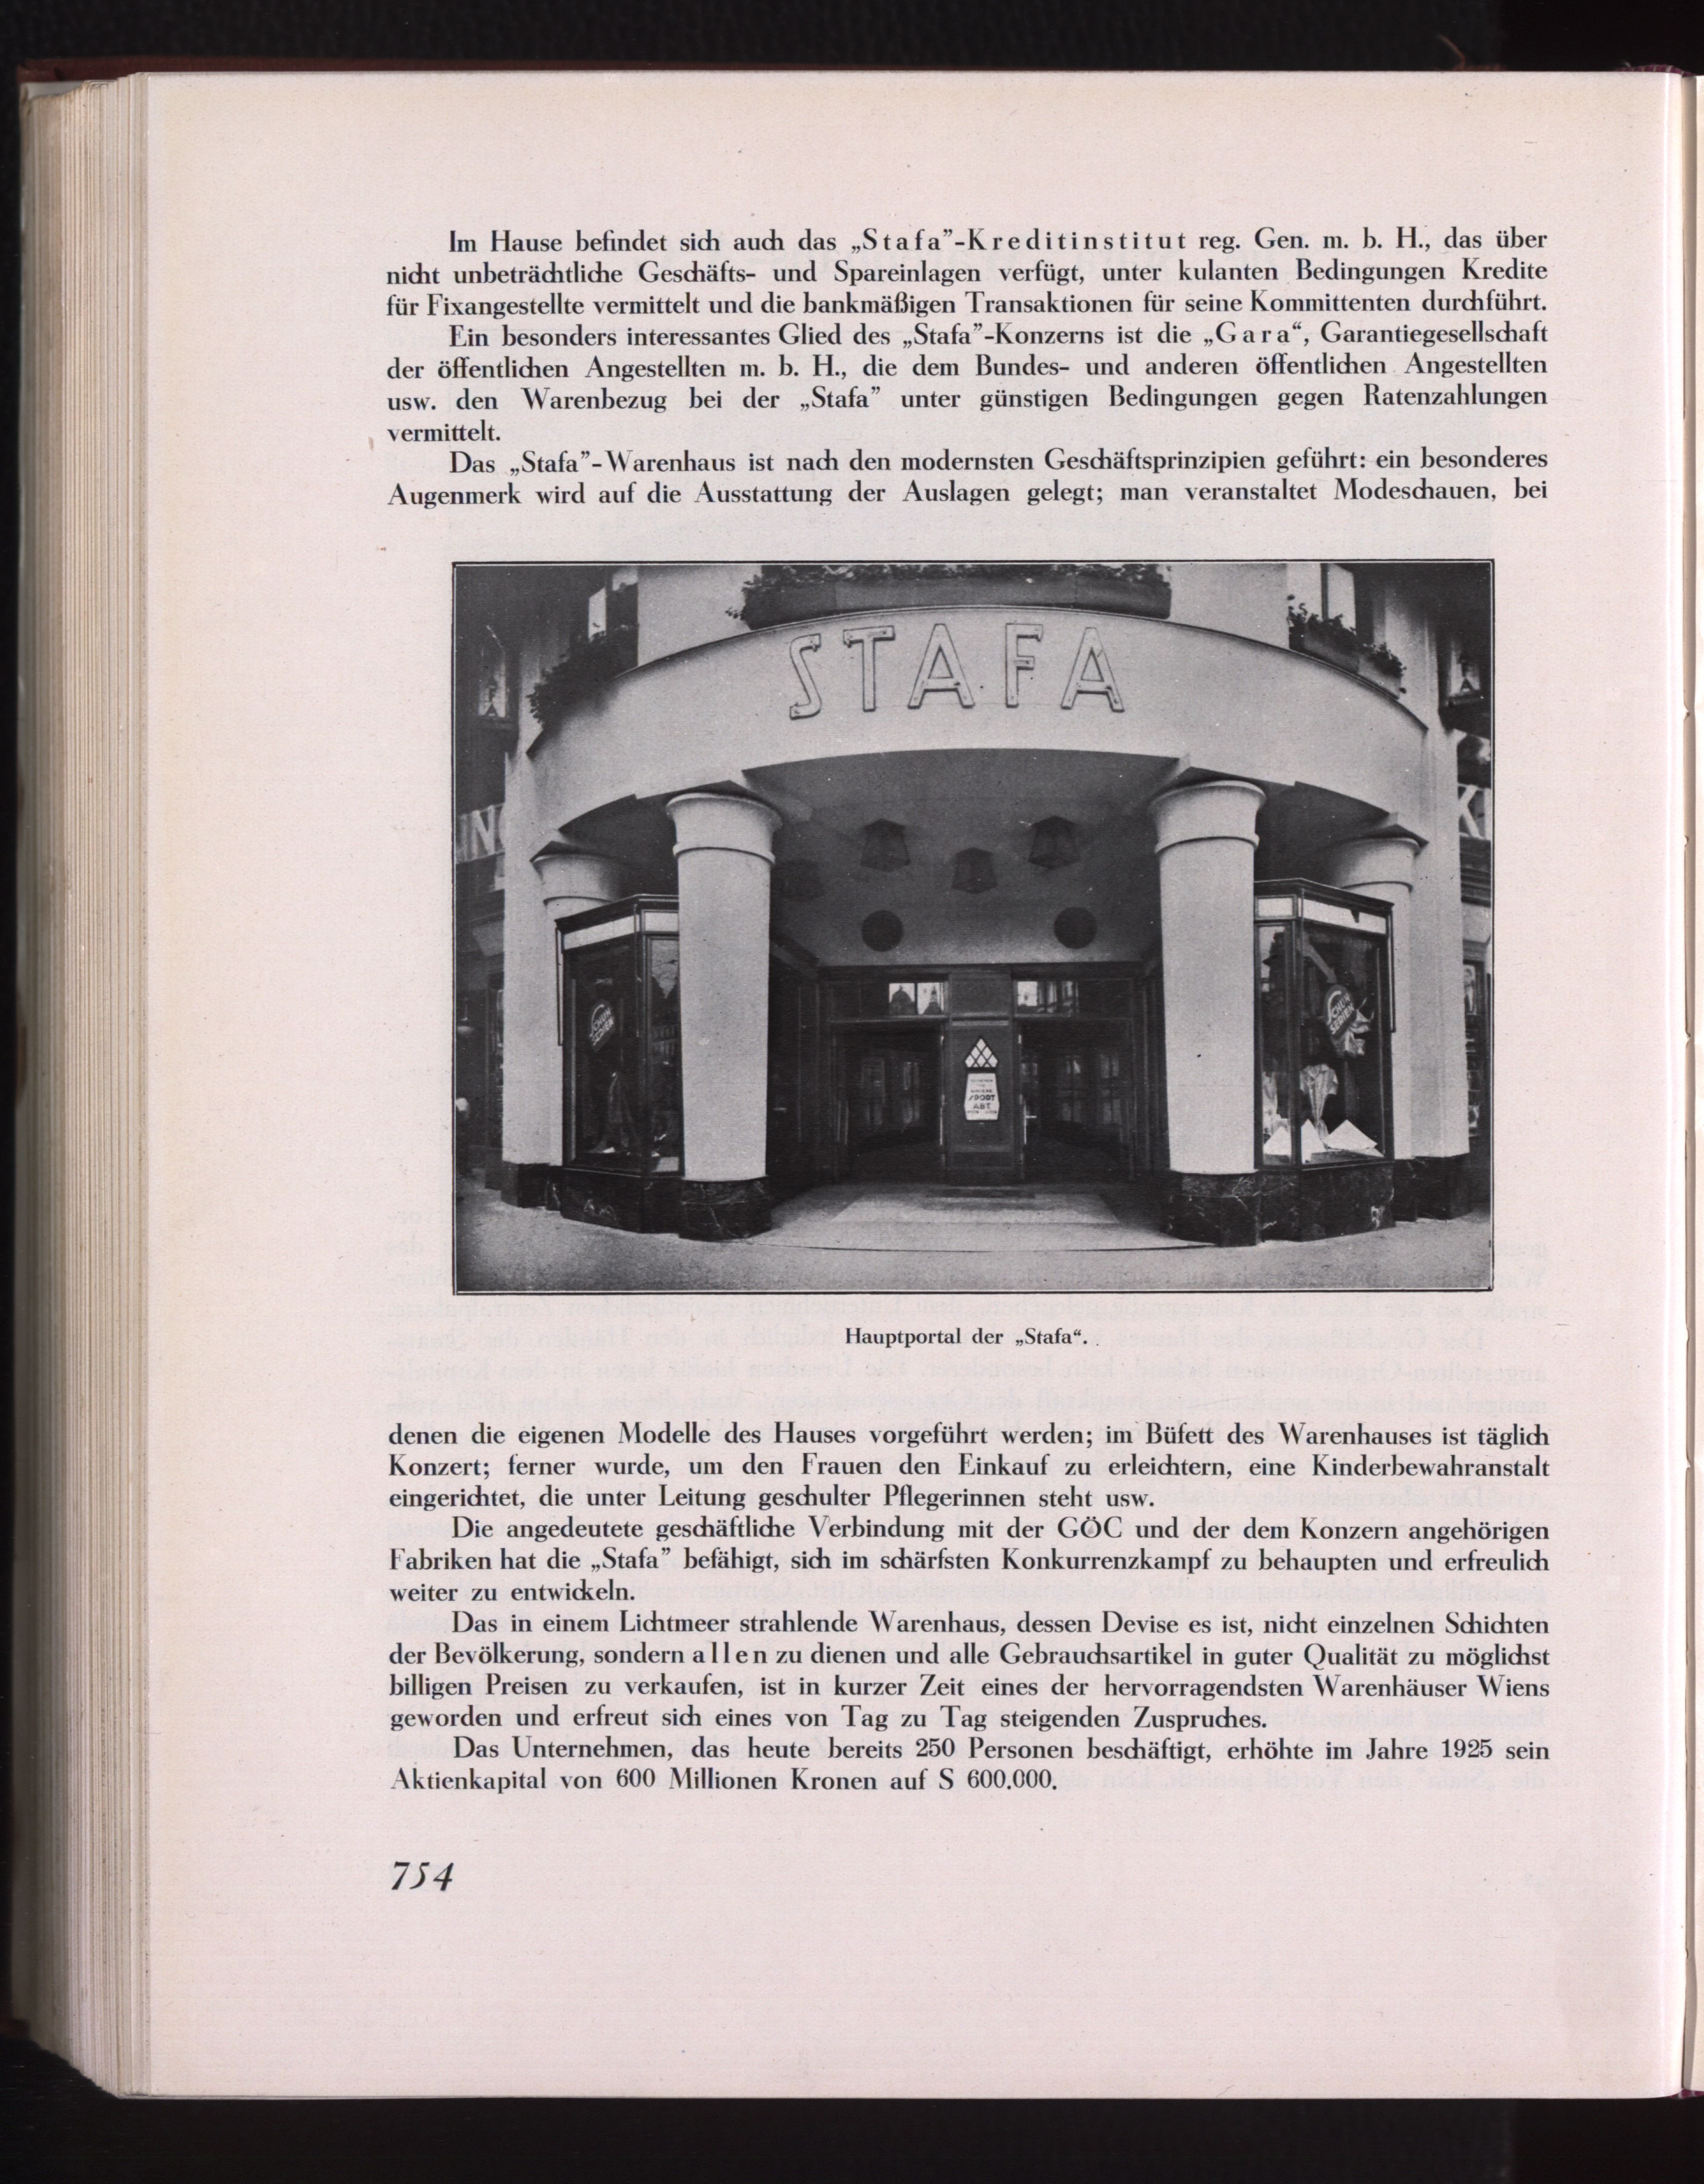 Im Hause befindet sich auch das „Stafa”-Kreditinstitut reg. Gen. m. b. H., das über
nicht unbeträchtliche Geschäfts- und Spareinlagen verfügt, unter kulanten Bedingungen Kredite
für Fixangestellte vermittelt und die bankmäßigen Transaktionen für seine Kommittenten durchführt.
Ein besonders interessantes Glied des „Stafa”-Konzerns ist die „Gara“, Garantiegesellschaft
der öffentlichen Angestellten m. b. H., die dem Bundes- und anderen öffentlichen Angestellten
usw. den Warenbezug bei der „Stafa” unter günstigen Bedingungen gegen Ratenzahlungen
vermittelt.
Das „Stafa”-Warenhaus ist nach den modernsten Geschäftsprinzipien geführt: ein besonderes
Augenmerk wird auf die Ausstattung der Auslagen gelegt; man veranstaltet Modeschauen, bei
STAFA
SCHUH
SERIEN
SCHUH
SERIEN
SPORT
ABT
Hauptportal der „Stafa“.
denen die eigenen Modelle des Hauses vorgeführt werden; im Büfett des Warenhauses ist täglich
Konzert; ferner wurde, um den Frauen den Einkauf zu erleichtern, eine Kinderbewahranstalt
eingerichtet, die unter Leitung geschulter Pflegerinnen steht usw.
Die angedeutete geschäftliche Verbindung mit der GÖC und der dem Konzern angehörigen
Fabriken hat die „Stafa” befähigt, sich im schärfsten Konkurrenzkampf zu behaupten und erfreulich
weiter zu entwickeln.
Das in einem Lichtmeer strahlende Warenhaus, dessen Devise es ist, nicht einzelnen Schichten
der Bevölkerung, sondern allen zu dienen und alle Gebrauchsartikel in guter Qualität zu möglichst
billigen Preisen zu verkaufen, ist in kurzer Zeit eines der hervorragendsten Warenhäuser Wiens
geworden und erfreut sich eines von Tag zu Tag steigenden Zuspruches.
Das Unternehmen, das heute bereits 250 Personen beschäftigt, erhöhte im Jahre 1925 sein
Aktienkapital von 600 Millionen Kronen auf S 600.000.
754